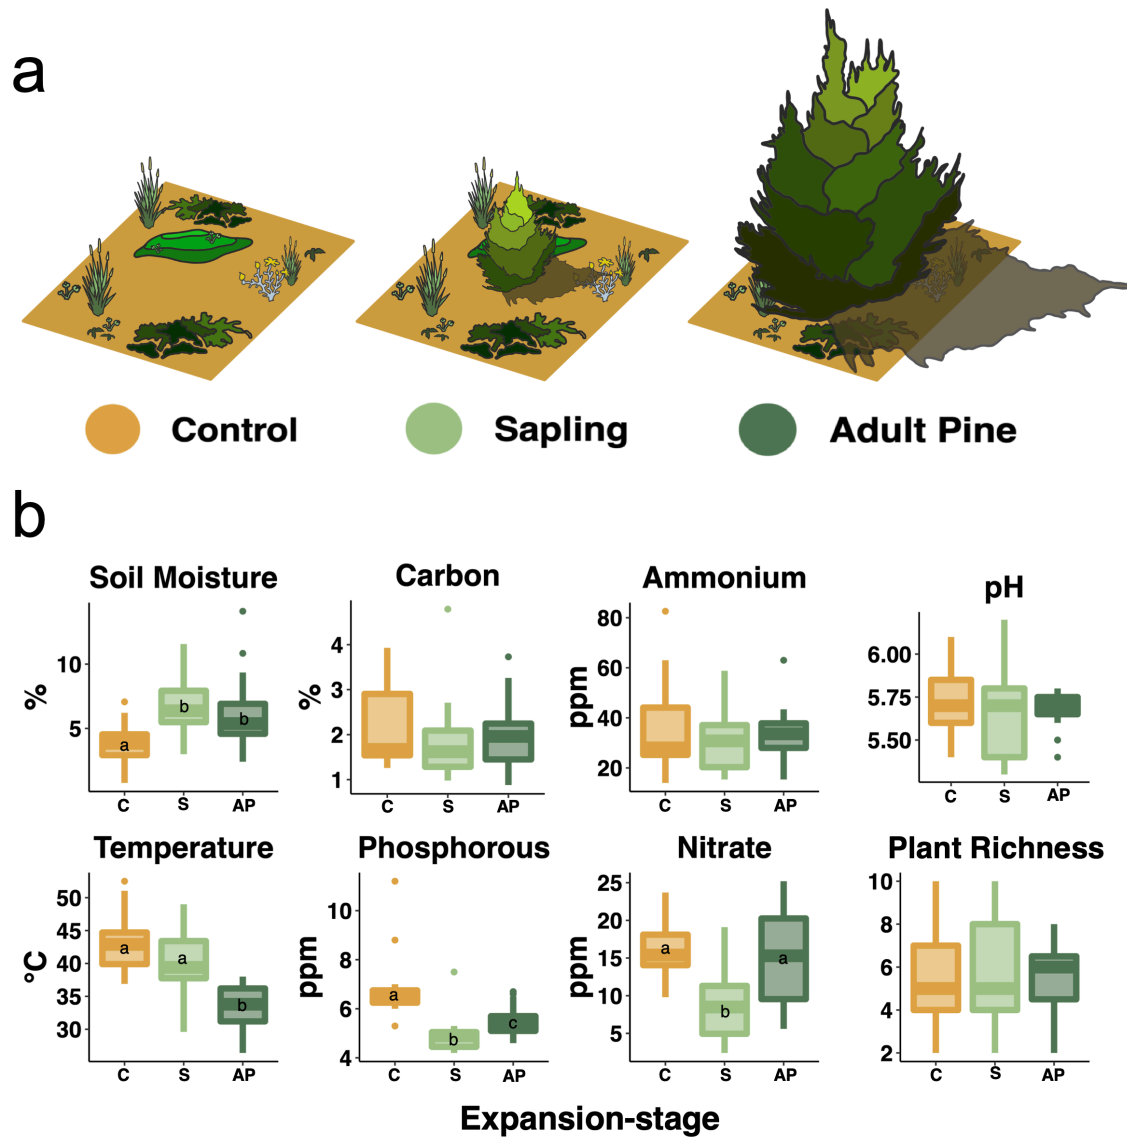 a
Control Sapling Adult Pine
b
Soil Moisture Carbon Ammonium pH
% 10 5 a b b C S AP
% 4 3 2 1 C S AP
ppm 80 60 40 20 C S AP
6.00 5.75 5.50 C S AP
Temperature Phosphorous Nitrate Plant Richness
°C 50 45 40 35 30 a a b C S AP
ppm 10 8 6 4 a b c C S AP
ppm 25 20 15 10 5 a b a C S AP
10 8 6 4 2 C S AP
Expansion-stage